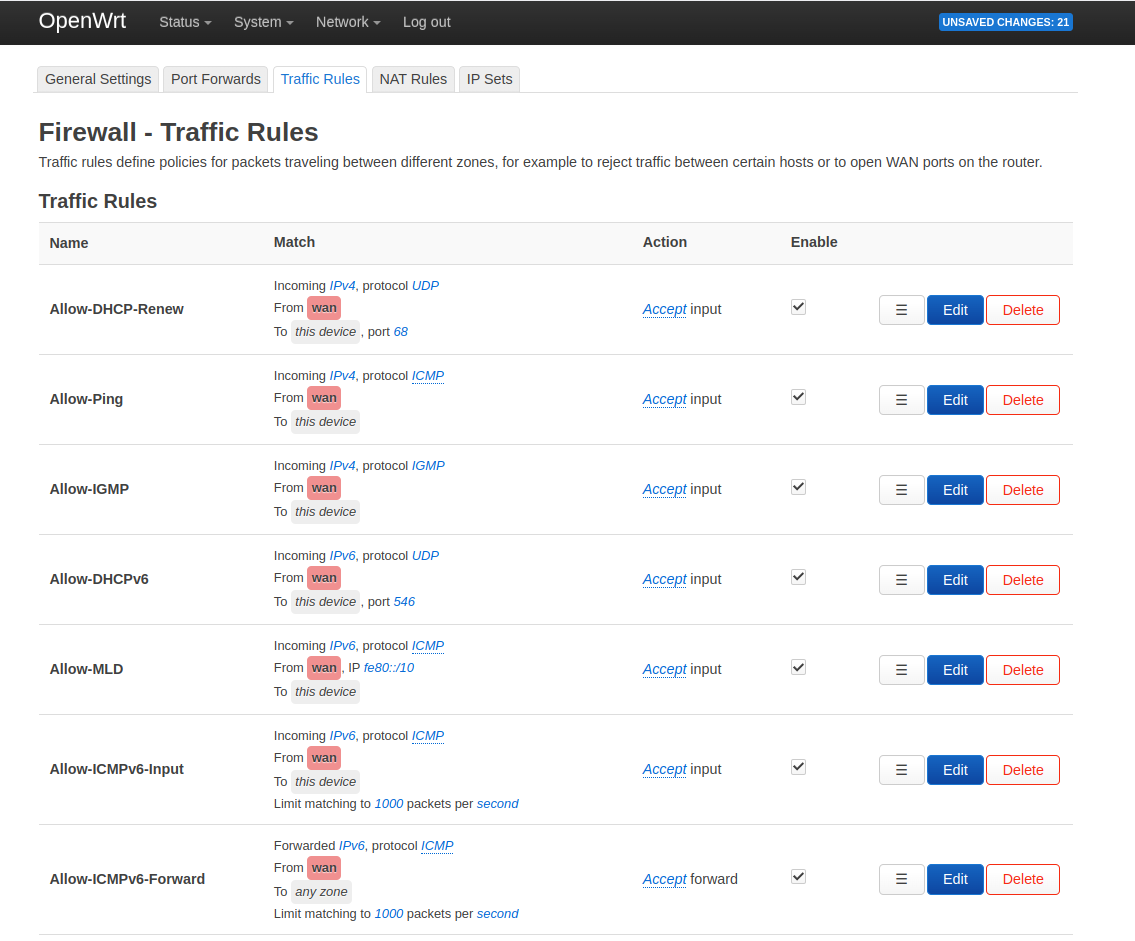 OpenWrt Status System Network Log out UNSAVED CHANGES: 21
General Settings Port Forwards Traffic Rules NAT Rules IP Sets
Firewall - Traffic Rules
Traffic rules define policies for packets traveling between different zones, for example to reject traffic between certain hosts or to open WAN ports on the router.
Traffic Rules
Name Match Action Enable
Allow-DHCP-Renew
Incoming IPv4, protocol UDP
From wan
To this device, port 68
Accept input
☰ Edit Delete
Allow-Ping
Incoming IPv4, protocol ICMP
From wan
To this device
Accept input
☰ Edit Delete
Allow-IGMP
Incoming IPv4, protocol IGMP
From wan
To this device
Accept input
☰ Edit Delete
Allow-DHCPv6
Incoming IPv6, protocol UDP
From wan
To this device, port 546
Accept input
☰ Edit Delete
Allow-MLD
Incoming IPv6, protocol ICMP
From wan, IP fe80::/10
To this device
Accept input
☰ Edit Delete
Allow-ICMPv6-Input
Incoming IPv6, protocol ICMP
From wan
To this device
Limit matching to 1000 packets per second
Accept input
☰ Edit Delete
Allow-ICMPv6-Forward
Forwarded IPv6, protocol ICMP
From wan
To any zone
Limit matching to 1000 packets per second
Accept forward
☰ Edit Delete